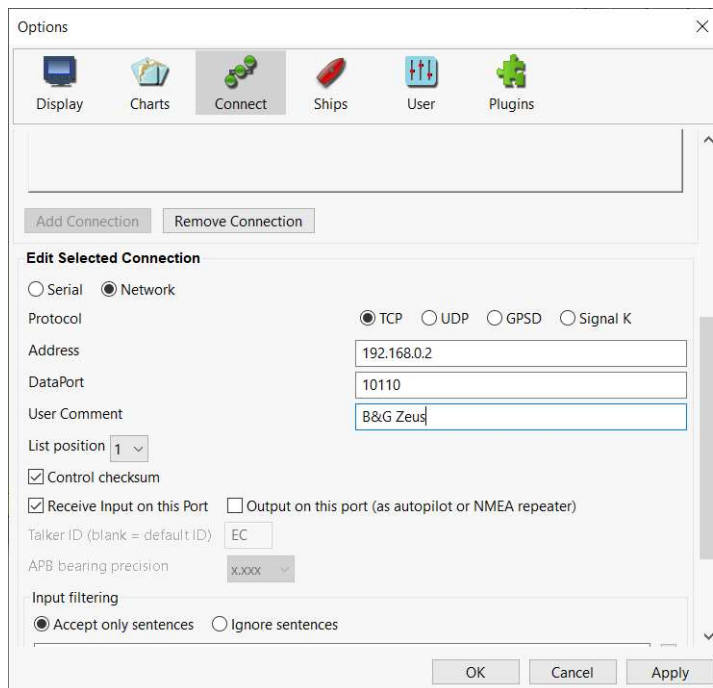 Options
Display Charts Connect Ships User Plugins
Add Connection Remove Connection
Edit Selected Connection
Serial Network
Protocol TCP UDP GPSD Signal K
Address 192.168.0.2
DataPort 10110
User Comment B&G Zeus
List position 1
Control checksum
Receive Input on this Port Output on this port (as autopilot or NMEA repeater)
Talker ID (blank = default ID) EC
APB bearing precision x.xxx
Input filtering
Accept only sentences Ignore sentences
OK Cancel Apply